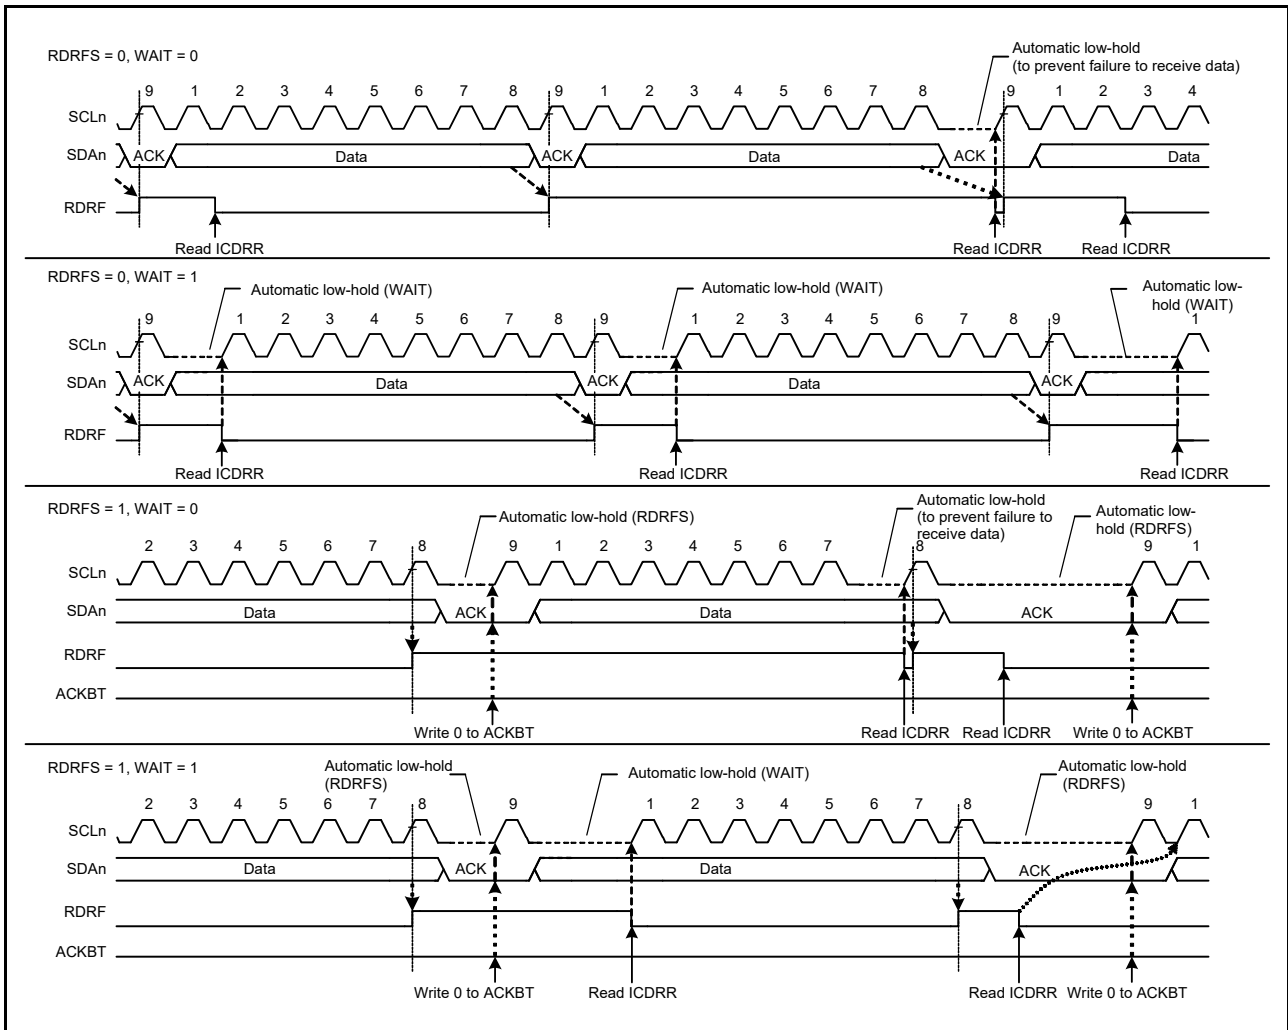 RDRFS = 0, WAIT = 0
Automatic low-hold
(to prevent failure to receive data)
9 1 2 3 4 5 6 7 8 9 1 2 3 4 5 6 7 8 9 1 2 3 4
SCLn
SDAn ACK Data ACK Data ACK Data
RDRF
Read ICDRR Read ICDRR Read ICDRR
RDRFS = 0, WAIT = 1
Automatic low-hold (WAIT) Automatic low-hold (WAIT) Automatic low-
hold (WAIT)
9 1 2 3 4 5 6 7 8 9 1 2 3 4 5 6 7 8 9 1
SCLn
SDAn ACK Data ACK Data ACK
RDRF
Read ICDRR Read ICDRR Read ICDRR
RDRFS = 1, WAIT = 0
Automatic low-hold (RDRFS)
Automatic low-hold
(to prevent failure to
receive data)
Automatic low-
hold (RDRFS)
2 3 4 5 6 7 8 9 1 2 3 4 5 6 7 8 9 1
SCLn
SDAn Data ACK Data ACK
RDRF
ACKBT
Write 0 to ACKBT Read ICDRR Read ICDRR Write 0 to ACKBT
RDRFS = 1, WAIT = 1
Automatic low-hold
(RDRFS)
Automatic low-hold (WAIT)
Automatic low-hold
(RDRFS)
2 3 4 5 6 7 8 9 1 2 3 4 5 6 7 8 9 1
SCLn
SDAn Data ACK Data ACK
RDRF
ACKBT
Write 0 to ACKBT Read ICDRR Read ICDRR Write 0 to ACKBT